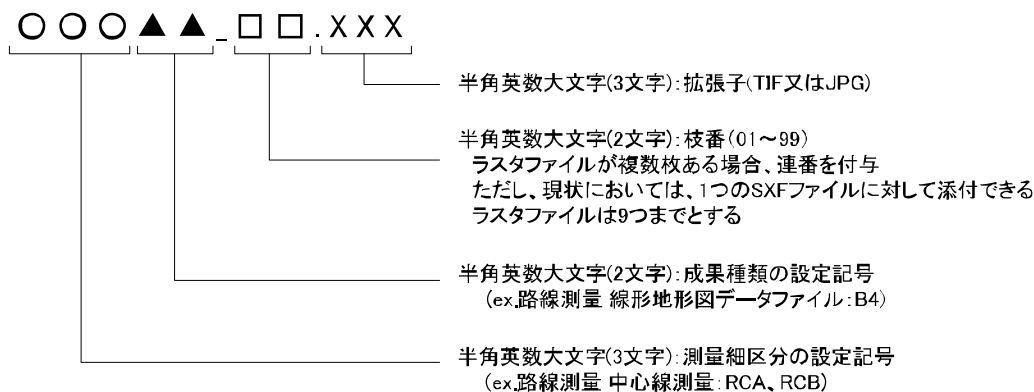 ○○○▲▲_□□.XXX
半角英数大文字(3文字):拡張子(TIF又はJPG)
半角英数大文字(2文字):枝番(01～99)
ラスタファイルが複数枚ある場合、連番を付与
ただし、現状においては、1つのSXFファイルに対して添付できる
ラスタファイルは9つまでとする
半角英数大文字(2文字):成果種類の設定記号
(ex.路線測量 線形地形図データファイル:B4)
半角英数大文字(3文字):測量細区分の設定記号
(ex.路線測量 中心線測量:RCA、RCB)